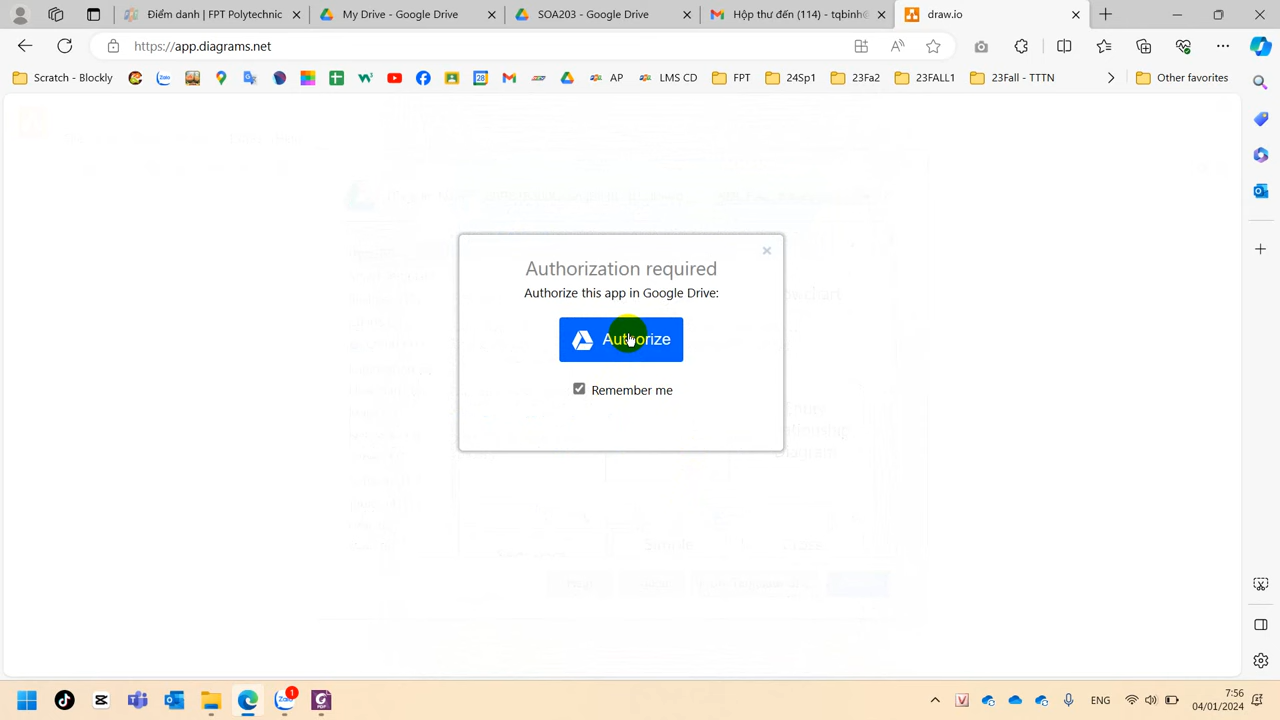 Điểm danh | FPT Polytechnic
My Drive - Google Drive
SOA203 - Google Drive
Hộp thư đến (114) - tqbinh@
draw.io
https://app.diagrams.net
Scratch - Blockly
AP
LMS CD
FPT
24Sp1
23Fa2
23FALL1
23Fall - TTTN
Other favorites
Authorization required
Authorize this app in Google Drive:
Authorize
Remember me
1
ENG
7:56
04/01/2024